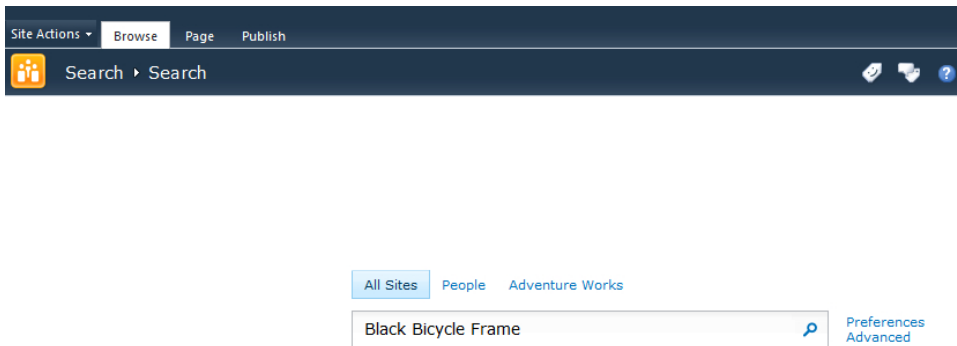 Site Actions Browse Page Publish
Search Search
All Sites People Adventure Works
Black Bicycle Frame
Preferences
Advanced